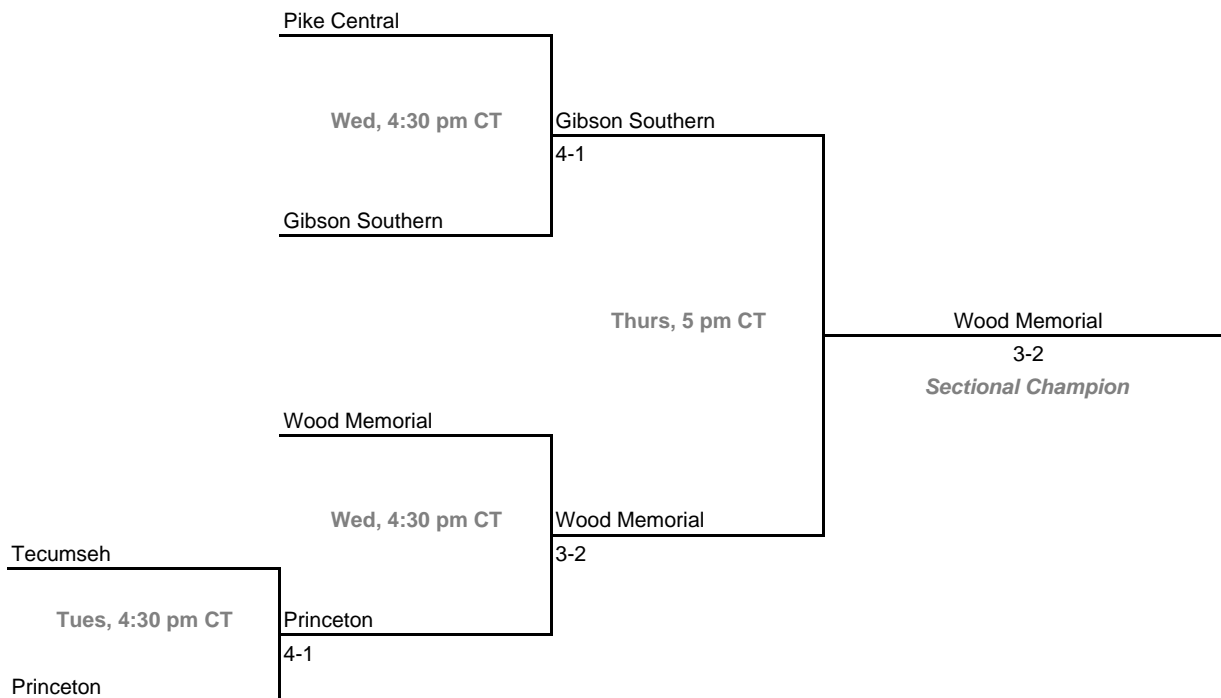 Pike Central
Wed, 4:30 pm CT
Gibson Southern
4-1
Gibson Southern
Thurs, 5 pm CT
Wood Memorial
3-2
Sectional Champion
Wood Memorial
Wed, 4:30 pm CT
Wood Memorial
3-2
Tecumseh
Tues, 4:30 pm CT
Princeton
4-1
Princeton